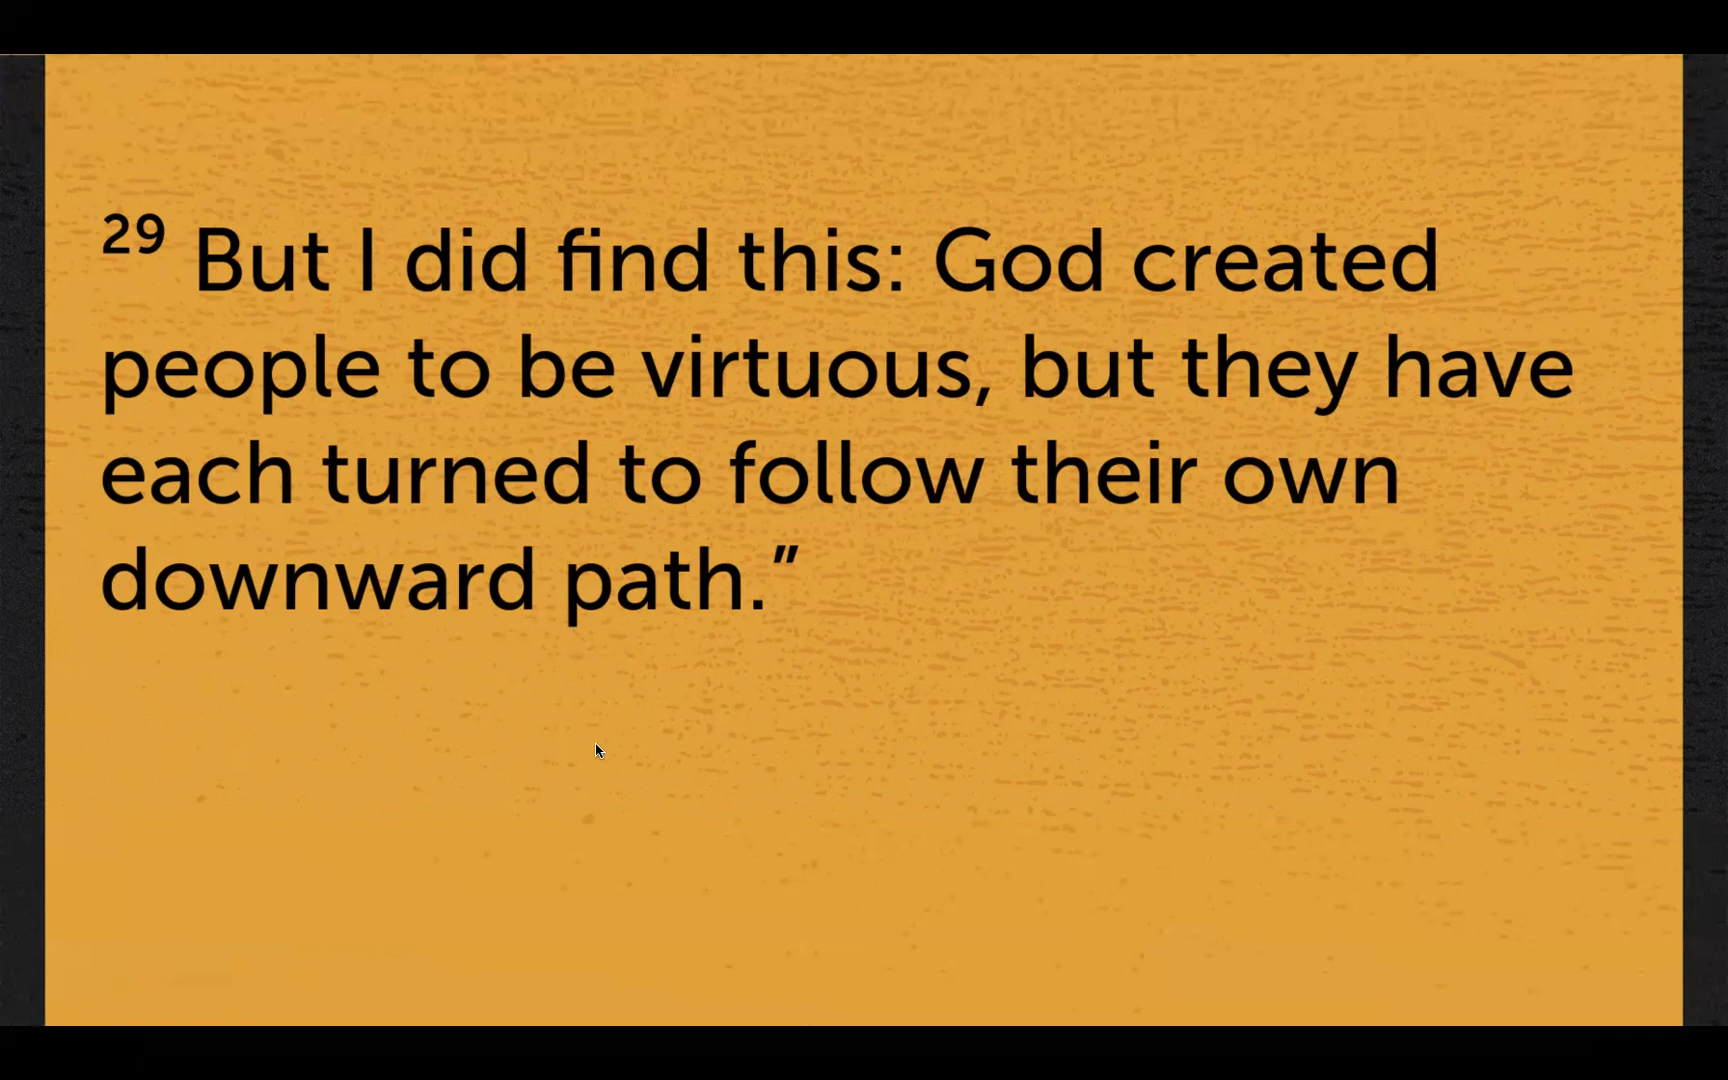 29 But I did find this: God created
people to be virtuous, but they have
each turned to follow their own
downward path.”